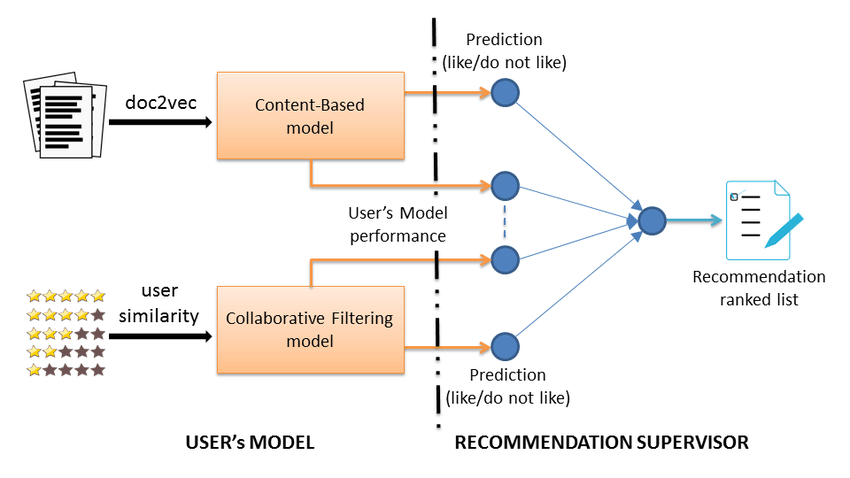 Prediction
(like/do not like)
doc2vec
Content-Based
model
User's Model
performance
user
similarity
Collaborative Filtering
model
Recommendation
ranked list
Prediction
(like/do not like)
USER's MODEL
RECOMMENDATION SUPERVISOR